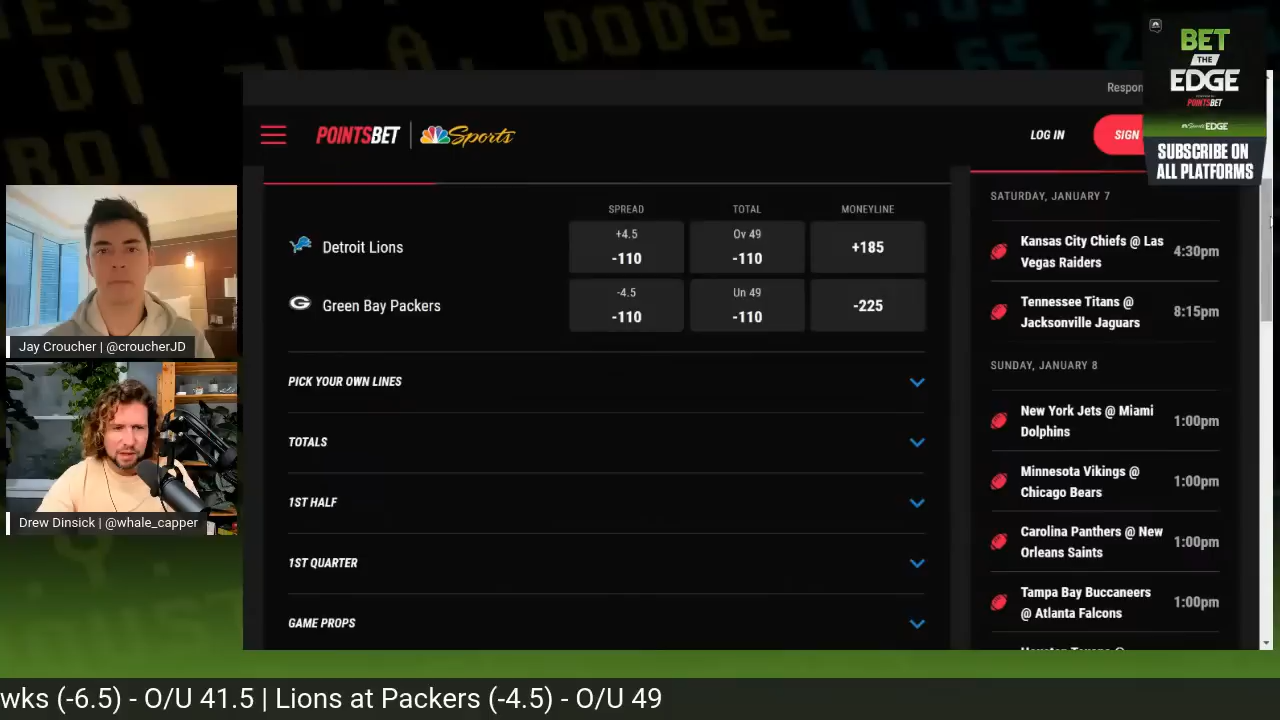 BET
THE
EDGE
POINTSBET
EDGE
SUBSCRIBE ON
ALL PLATFORMS
Respon
POINTSBET | Sports
LOG IN
SIGN
SPREAD TOTAL MONEYLINE
Detroit Lions
+4.5
-110
Ov 49
-110
+185
Green Bay Packers
-4.5
-110
Un 49
-110
-225
PICK YOUR OWN LINES
TOTALS
1ST HALF
1ST QUARTER
GAME PROPS
SATURDAY, JANUARY 7
Kansas City Chiefs @ Las
Vegas Raiders
4:30pm
Tennessee Titans @
Jacksonville Jaguars
8:15pm
SUNDAY, JANUARY 8
New York Jets @ Miami
Dolphins
1:00pm
Minnesota Vikings @
Chicago Bears
1:00pm
Carolina Panthers @ New
Orleans Saints
1:00pm
Tampa Bay Buccaneers
@ Atlanta Falcons
1:00pm
Jay Croucher | @croucherJD
Drew Dinsick | @whale_capper
wks (-6.5) - O/U 41.5 | Lions at Packers (-4.5) - O/U 49